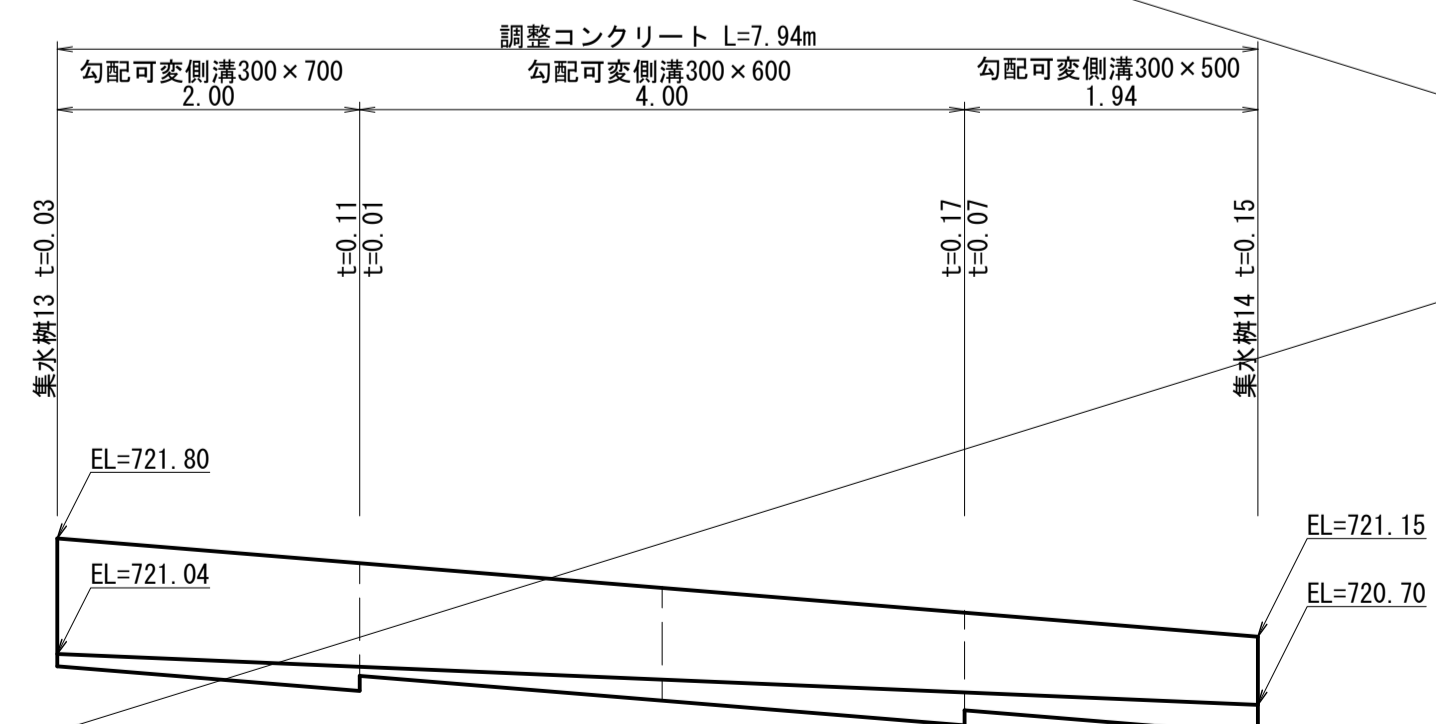 調整コンクリート L=7.94m
勾配可変側溝300×700
勾配可変側溝300×600
勾配可変側溝300×500
2.00
4.00
1.94
集水桝13 t=0.03
t=0.11
t=0.01
t=0.17
t=0.07
集水桝14 t=0.15
EL=721.80
EL=721.15
EL=721.04
EL=720.70